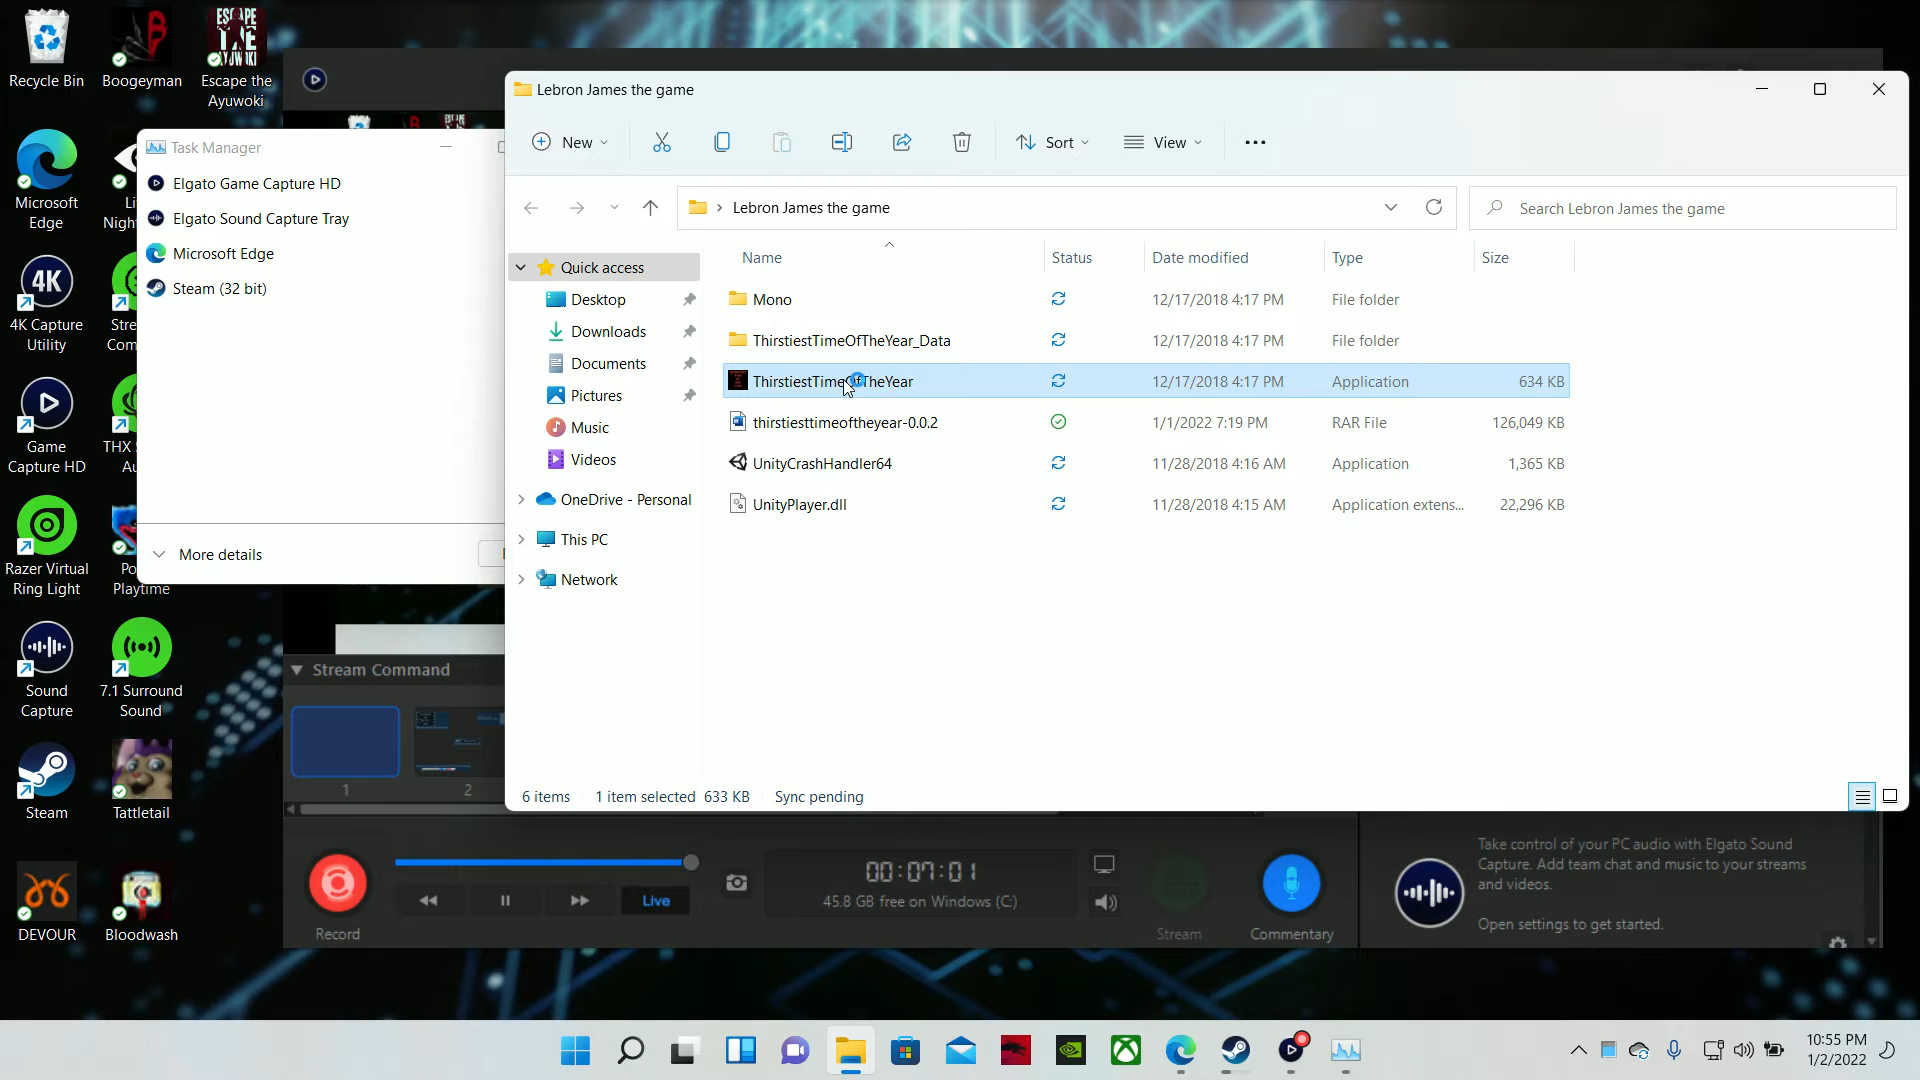 Recycle Bin
Boogeyman
Escape the
Ayuwoki
ESCAPE
THE
AYUWOKI
Microsoft
Edge
4K
4K Capture
Utility
Game
Capture HD
Razer Virtual
Ring Light
Playtime
Sound
Capture
7.1 Surround
Sound
Steam
Tattletail
DEVOUR
Bloodwash
Task Manager
Elgato Game Capture HD
Elgato Sound Capture Tray
Microsoft Edge
Steam (32 bit)
More details
Lebron James the game
New
Sort
View
Lebron James the game
Search Lebron James the game
Quick access
Desktop
Downloads
Documents
Pictures
Music
Videos
OneDrive - Personal
This PC
Network
Name Status Date modified Type Size
Mono 12/17/2018 4:17 PM File folder
ThirstiestTimeOfTheYear_Data 12/17/2018 4:17 PM File folder
ThirstiestTimeOfTheYear 12/17/2018 4:17 PM Application 634 KB
thirstiesttimeoftheyear-0.0.2 1/1/2022 7:19 PM RAR File 126,049 KB
UnityCrashHandler64 11/28/2018 4:16 AM Application 1,365 KB
UnityPlayer.dll 11/28/2018 4:15 AM Application extens... 22,296 KB
6 items 1 item selected 633 KB Sync pending
Stream Command
1
2
Record
Live
00:07:01
45.8 GB free on Windows (C:)
Stream
Commentary
Take control of your PC audio with Elgato Sound
Capture. Add team chat and music to your streams
and videos.
Open settings to get started.
10:55 PM
1/2/2022